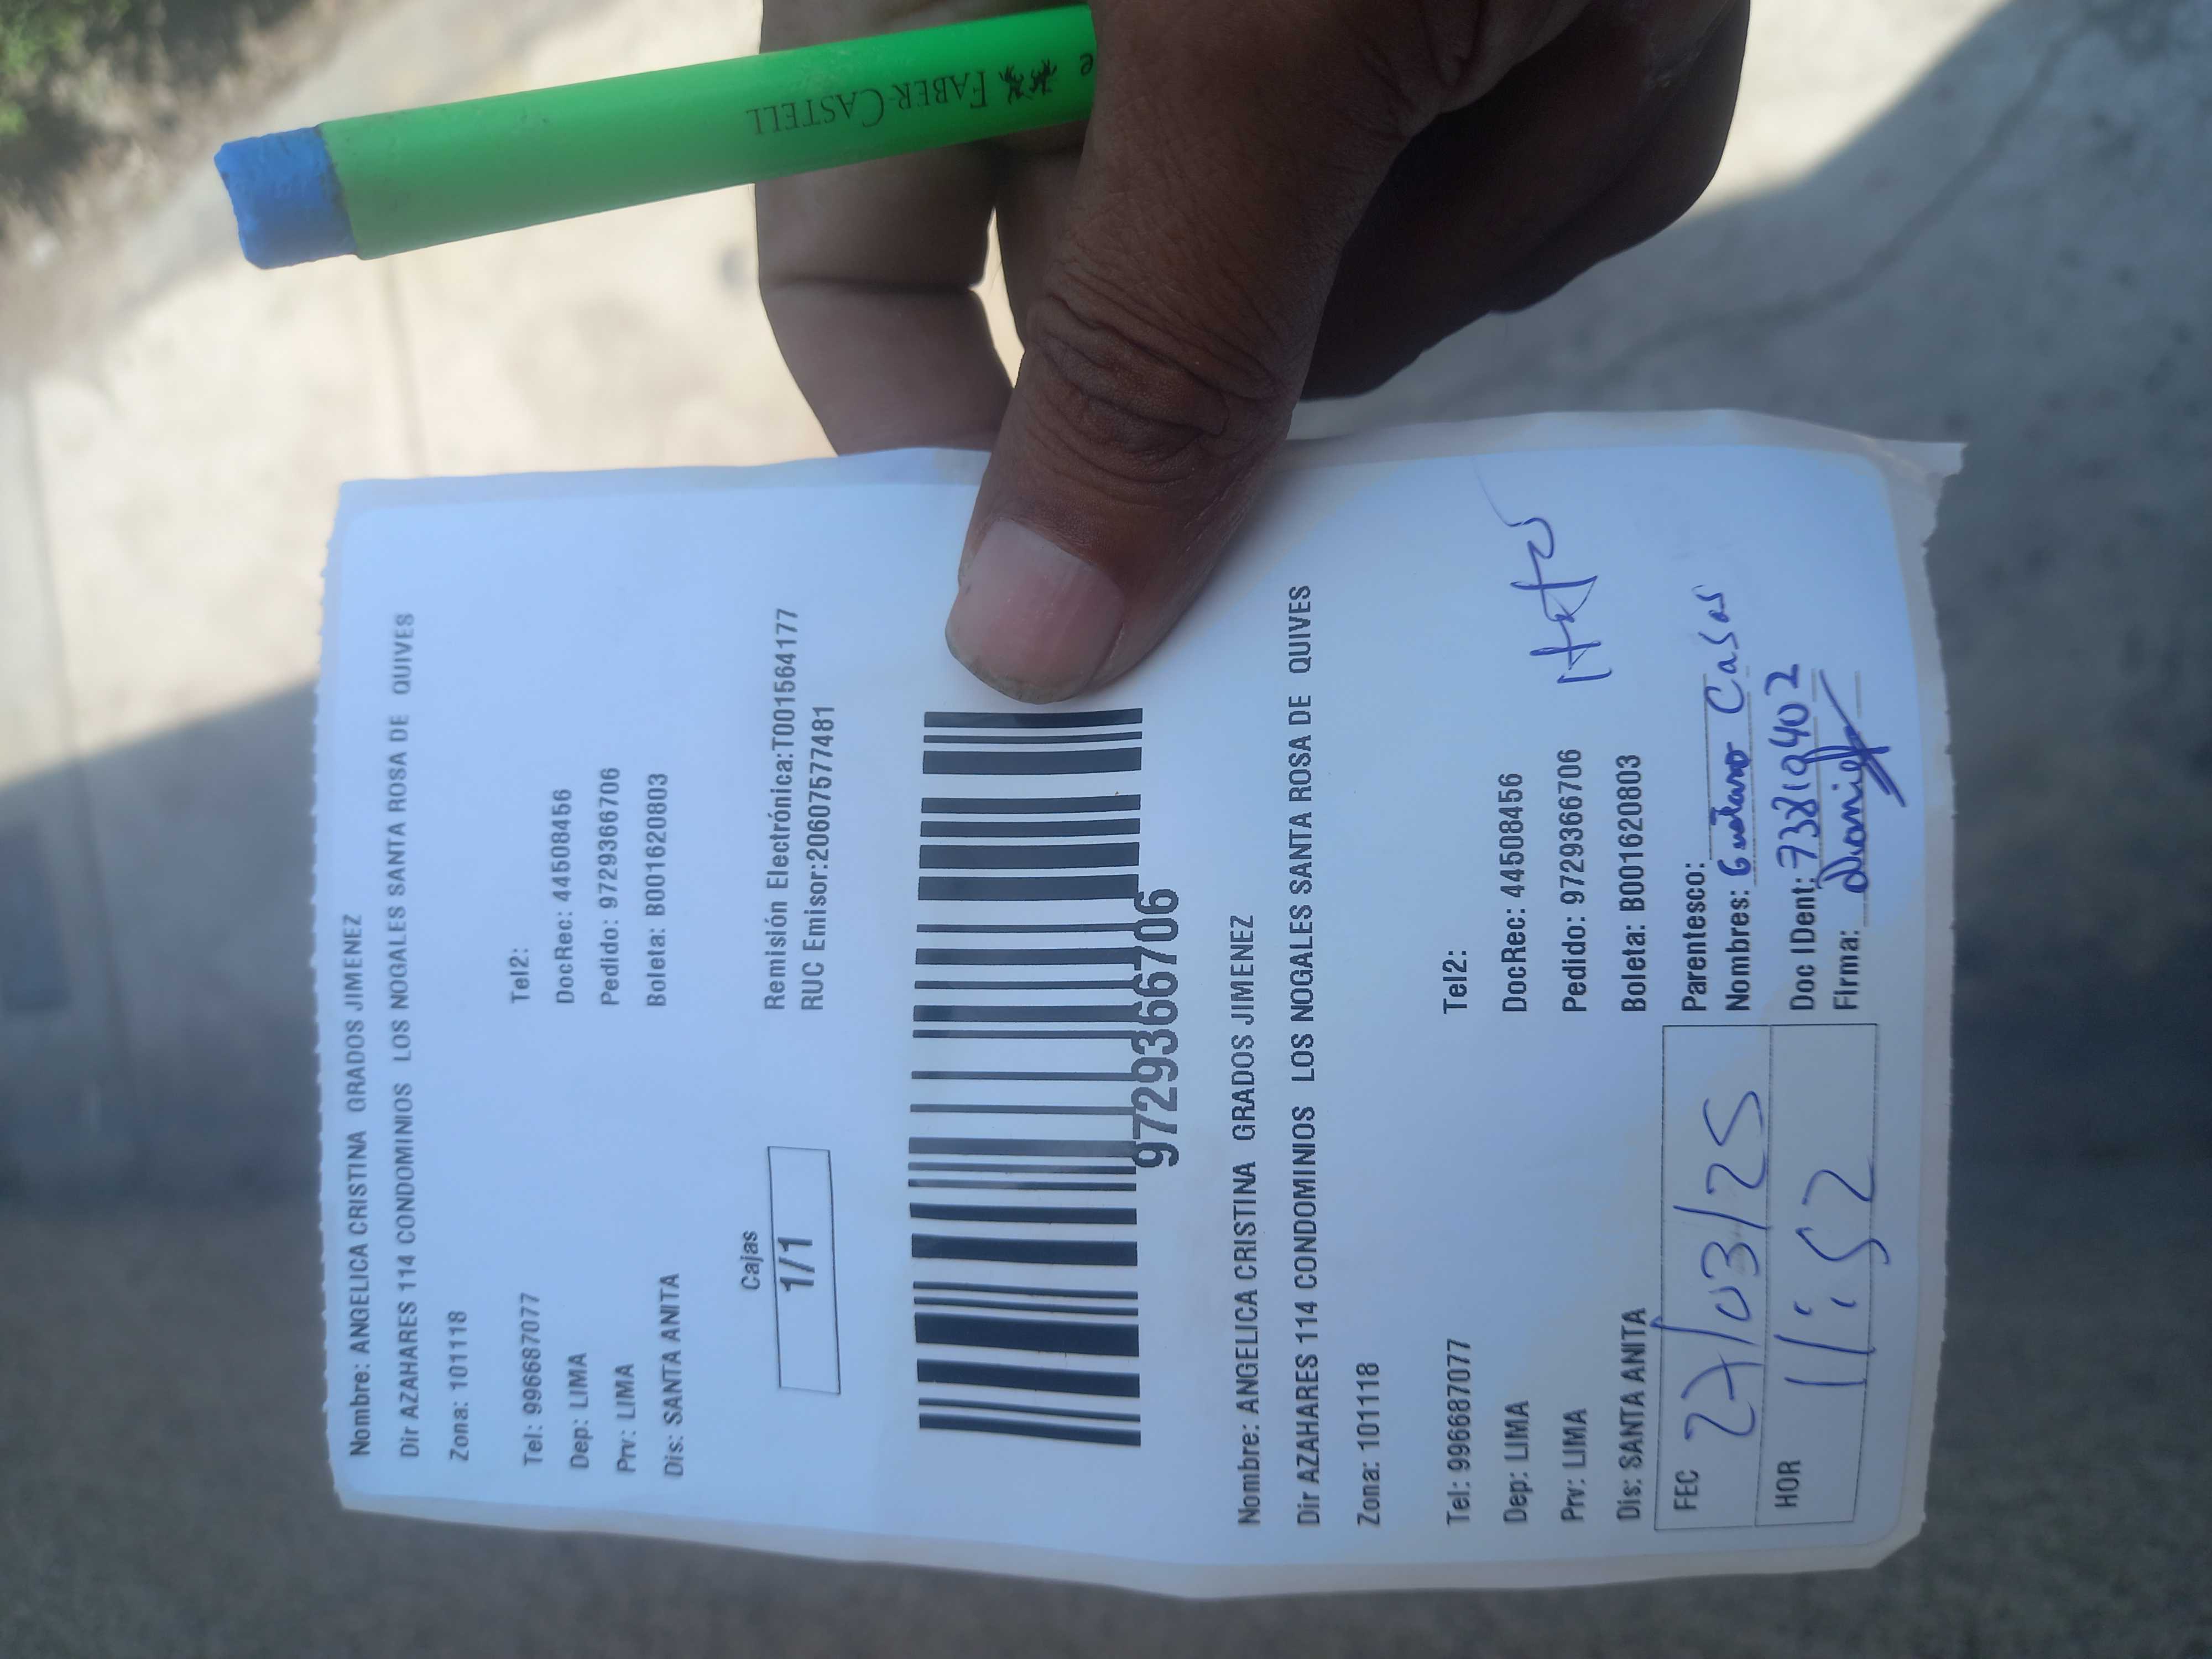 FABER-CASTELL
Nombre: ANGELICA CRISTINA GRADOS JIMENEZ
Dir AZAHARES 114 CONDOMINIOS LOS NOGALES SANTA ROSA DE QUIVES
Zona: 101118
Tel: 996687077 Tel2:
Dep: LIMA DocRec: 44508456
Prv: LIMA Pedido: 9729366706
Dis: SANTA ANITA Boleta: B001620803
Cajas
1/1
Remisión Electrónica:T001564177
RUC Emisor:20607577481
9729366706
Nombre: ANGELICA CRISTINA GRADOS JIMENEZ
Dir AZAHARES 114 CONDOMINIOS LOS NOGALES SANTA ROSA DE QUIVES
Zona: 101118
Tel: 996687077 Tel2:
Dep: LIMA DocRec: 44508456
Prv: LIMA Pedido: 9729366706
Dis: SANTA ANITA Boleta: B001620803
FEC 27/03/25 Parentesco:
Nombres: Casas
HOR 11:52 Doc IDent: 73819402
Firma: Daniel